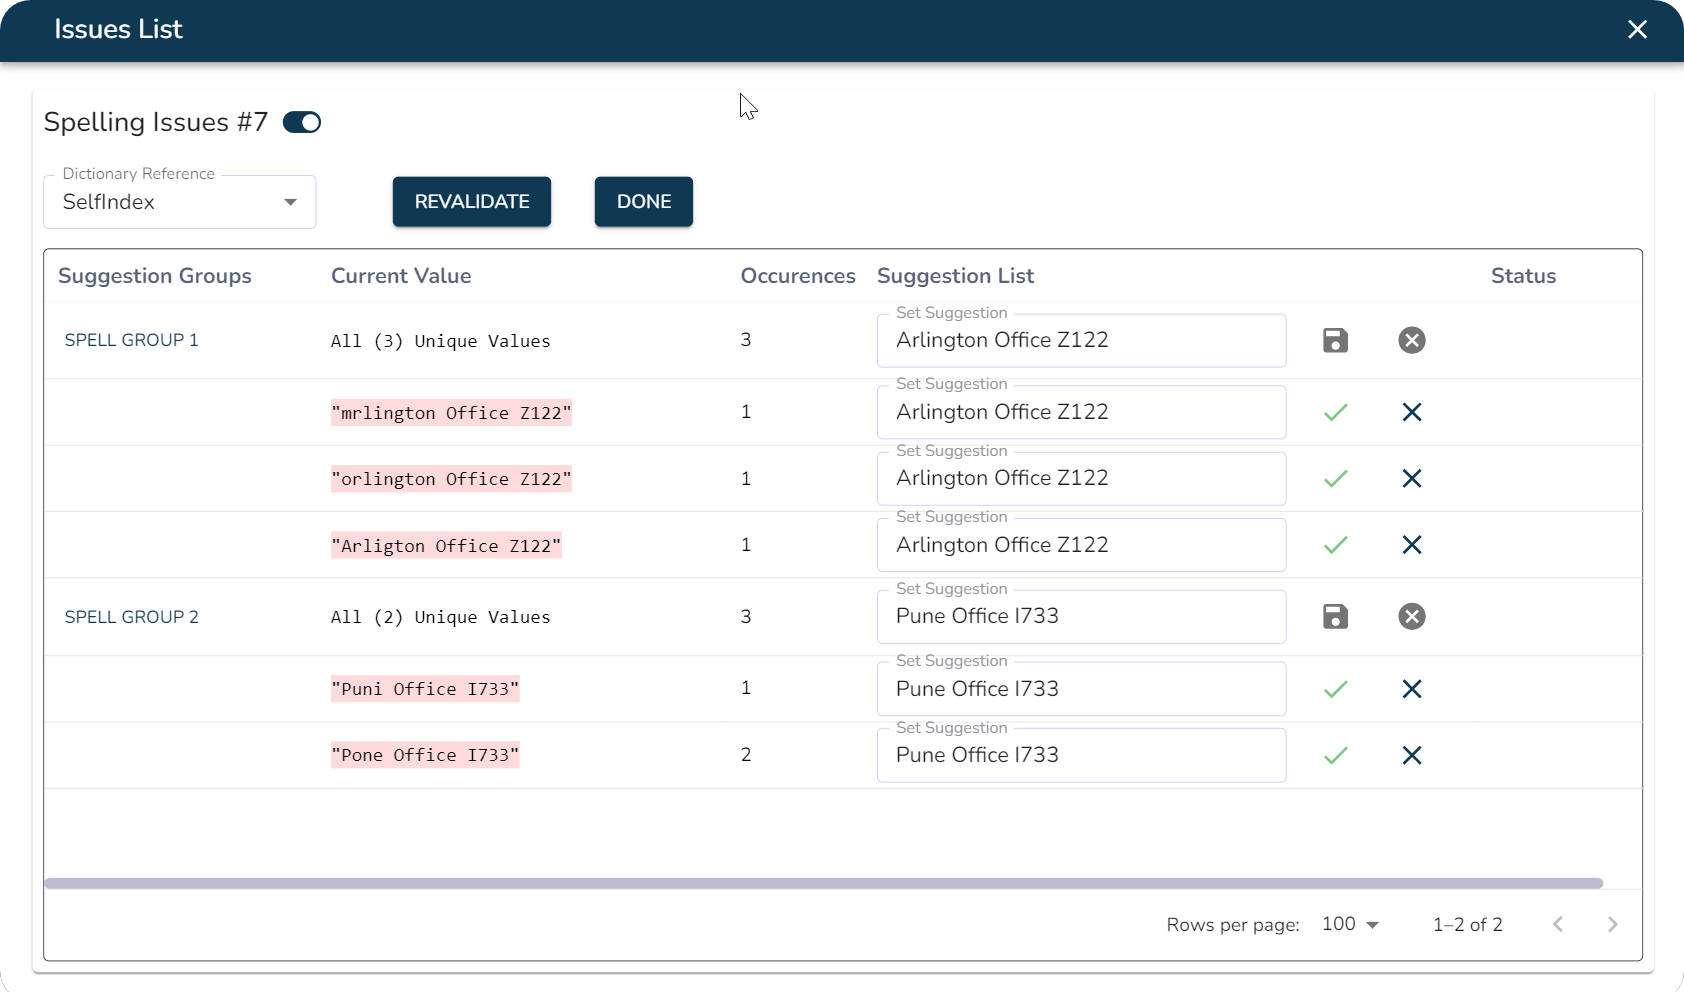 Issues List
Spelling Issues #7
Dictionary Reference
SelfIndex
REVALIDATE
DONE
Suggestion Groups Current Value Occurences Suggestion List Status
Set Suggestion
SPELL GROUP 1 All (3) Unique Values 3 Arlington Office Z122
Set Suggestion
"mrlington Office Z122" 1 Arlington Office Z122
Set Suggestion
"orlington Office Z122" 1 Arlington Office Z122
Set Suggestion
"Arligton Office Z122" 1 Arlington Office Z122
Set Suggestion
SPELL GROUP 2 All (2) Unique Values 3 Pune Office I733
Set Suggestion
"Puni Office I733" 1 Pune Office I733
Set Suggestion
"Pone Office I733" 2 Pune Office I733
Rows per page: 100 1–2 of 2